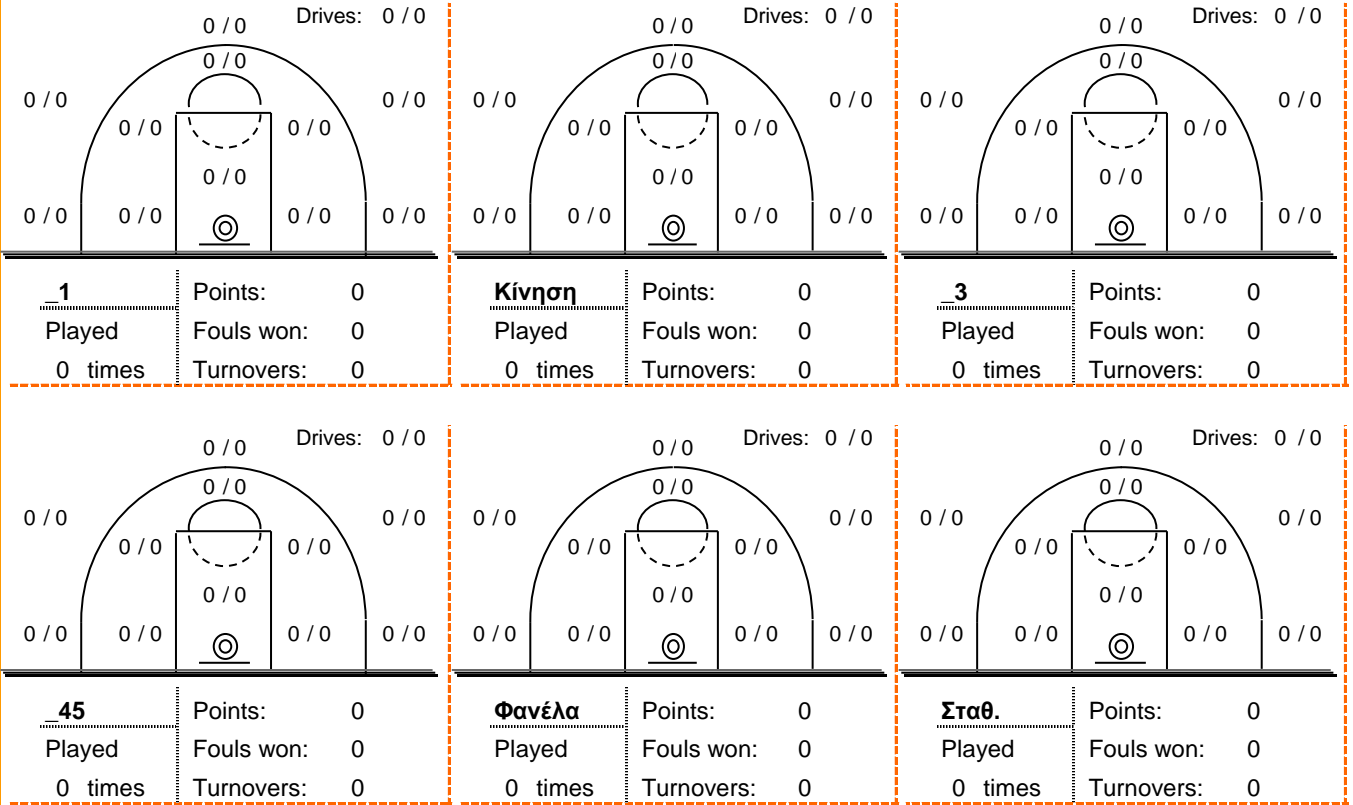 Drives: 0 / 0
0 / 0
0 / 0
0 / 0 0 / 0
0 / 0 0 / 0
0 / 0
0 / 0 0 / 0 0 / 0 0 / 0
_1 Points: 0
Played Fouls won: 0
0 times Turnovers: 0
Drives: 0 / 0
0 / 0
0 / 0
0 / 0 0 / 0
0 / 0 0 / 0
0 / 0
0 / 0 0 / 0 0 / 0 0 / 0
Κίνηση Points: 0
Played Fouls won: 0
0 times Turnovers: 0
Drives: 0 / 0
0 / 0
0 / 0
0 / 0 0 / 0
0 / 0 0 / 0
0 / 0
0 / 0 0 / 0 0 / 0 0 / 0
_3 Points: 0
Played Fouls won: 0
0 times Turnovers: 0
Drives: 0 / 0
0 / 0
0 / 0
0 / 0 0 / 0
0 / 0 0 / 0
0 / 0
0 / 0 0 / 0 0 / 0 0 / 0
_45 Points: 0
Played Fouls won: 0
0 times Turnovers: 0
Drives: 0 / 0
0 / 0
0 / 0
0 / 0 0 / 0
0 / 0 0 / 0
0 / 0
0 / 0 0 / 0 0 / 0 0 / 0
Φανέλα Points: 0
Played Fouls won: 0
0 times Turnovers: 0
Drives: 0 / 0
0 / 0
0 / 0
0 / 0 0 / 0
0 / 0 0 / 0
0 / 0
0 / 0 0 / 0 0 / 0 0 / 0
Σταθ. Points: 0
Played Fouls won: 0
0 times Turnovers: 0